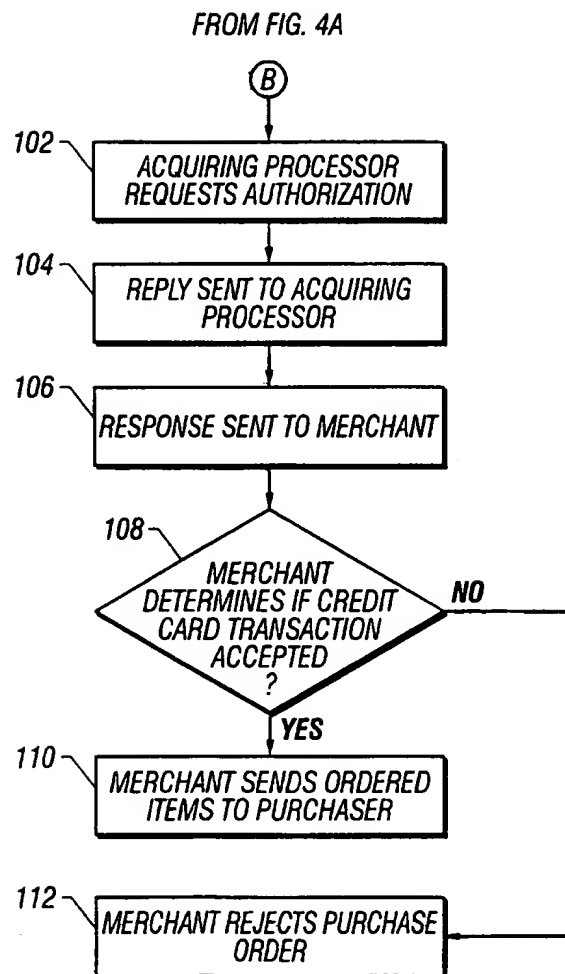 FROM FIG. 4A
B
102
ACQUIRING PROCESSOR
REQUESTS AUTHORIZATION
104
REPLY SENT TO ACQUIRING
PROCESSOR
106
RESPONSE SENT TO MERCHANT
108
MERCHANT
DETERMINES IF CREDIT
CARD TRANSACTION
ACCEPTED
?
NO
YES
110
MERCHANT SENDS ORDERED
ITEMS TO PURCHASER
112
MERCHANT REJECTS PURCHASE
ORDER